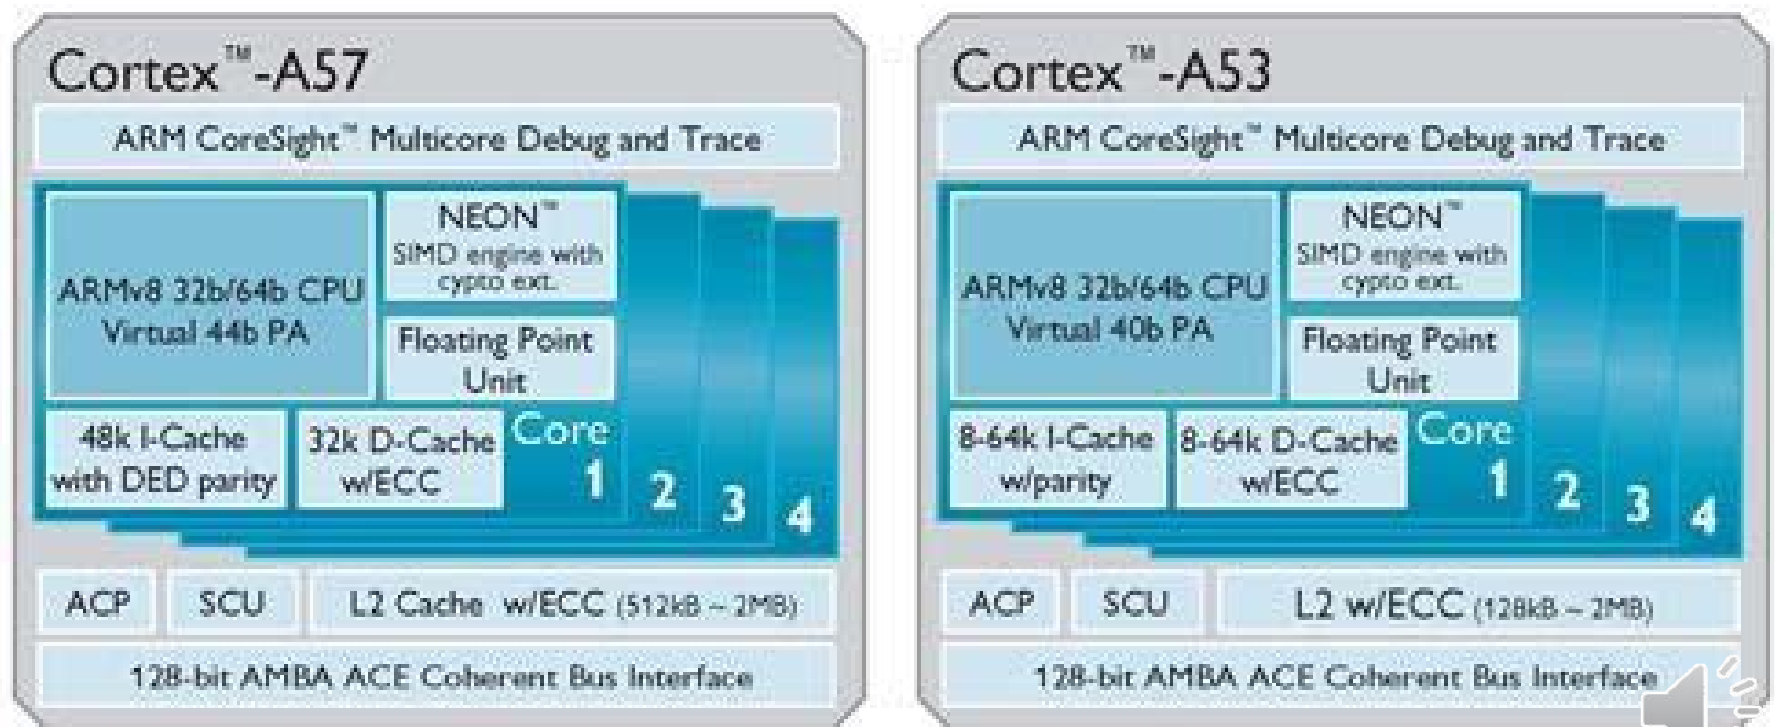 Cortex™-A57
ARM CoreSight™ Multicore Debug and Trace
ARMv8 32b/64b CPU
Virtual 44b PA
NEON™
SIMD engine with
cypto ext.
Floating Point
Unit
48k I-Cache
with DED parity
32k D-Cache
w/ECC
Core
1
2
3
4
ACP
SCU
L2 Cache w/ECC (512kB ~ 2MB)
128-bit AMBA ACE Coherent Bus Interface
Cortex™-A53
ARM CoreSight™ Multicore Debug and Trace
ARMv8 32b/64b CPU
Virtual 40b PA
NEON™
SIMD engine with
cypto ext.
Floating Point
Unit
8-64k I-Cache
w/parity
8-64k D-Cache
w/ECC
Core
1
2
3
4
ACP
SCU
L2 w/ECC (128kB ~ 2MB)
128-bit AMBA ACE Coherent Bus Interface